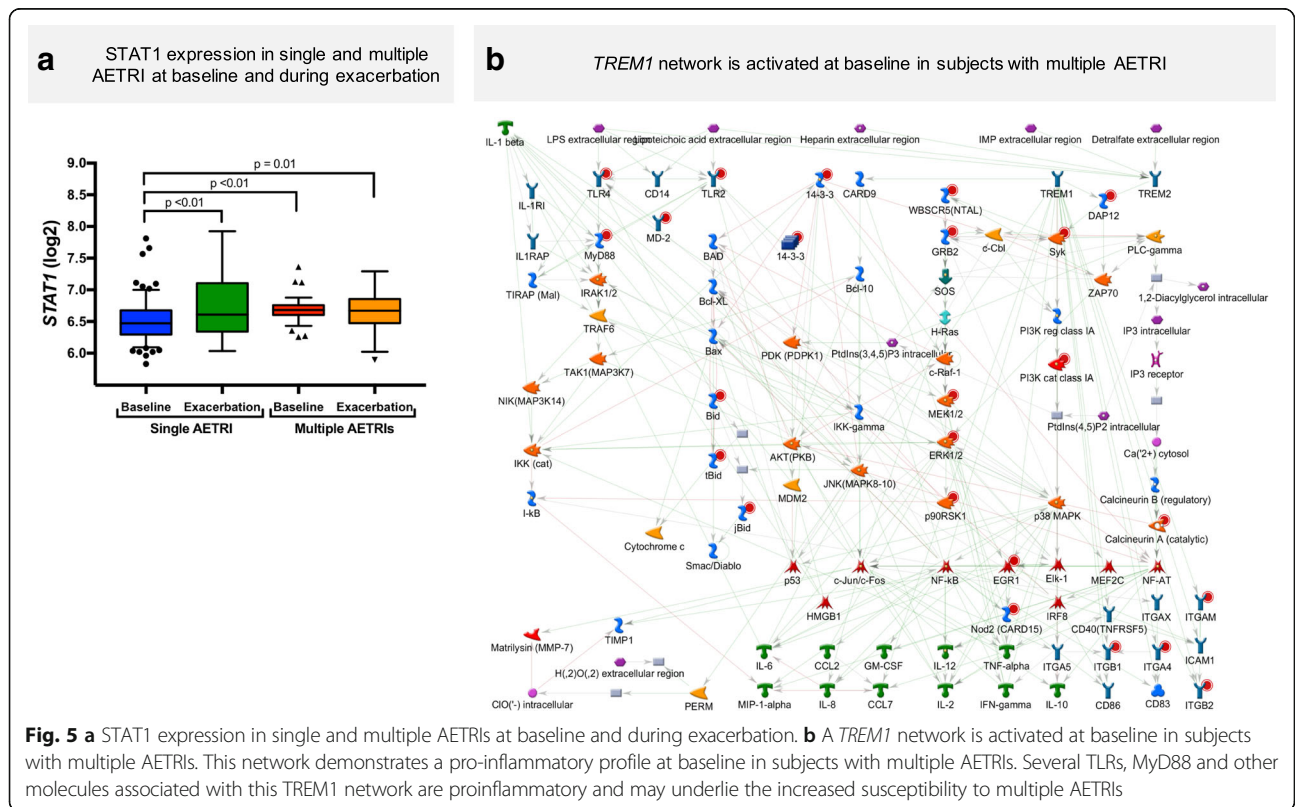 a
STAT1 expression in single and multiple
AETRI at baseline and during exacerbation
b
TREM1 network is activated at baseline in subjects with multiple AETRI
9.0
8.5
8.0
7.5
7.0
6.5
6.0
STAT1 (log2)
p = 0.01
p <0.01
p <0.01
Baseline Exacerbation Baseline Exacerbation
Single AETRI Multiple AETRIs
IL-1 beta
LPS extracellular region
Lipoteichoic acid extracellular region
Heparin extracellular region
IMP extracellular region
Detralfate extracellular region
IL-1RI
TLR4
CD14
TLR2
14-3-3
CARD9
WBSCR5(NTAL)
TREM1
DAP12
TREM2
IL1RAP
MyD88
MD-2
BAD
14-3-3
GRB2
c-Cbl
Syk
PLC-gamma
TIRAP (Mal)
IRAK1/2
Bcl-XL
Bcl-10
SOS
ZAP70
1,2-Diacylglycerol intracellular
TRAF6
Bax
H-Ras
PI3K reg class IA
IP3 intracellular
TAK1(MAP3K7)
PDK (PDPK1)
PtdIns(3,4,5)P3 intracellular
c-Raf-1
PI3K cat class IA
IP3 receptor
NIK(MAP3K14)
Bid
IKK-gamma
MEK1/2
PtdIns(4,5)P2 intracellular
IKK (cat)
tBid
AKT(PKB)
JNK(MAPK8-10)
ERK1/2
Ca('2+) cytosol
MDM2
I-kB
jBid
p90RSK1
p38 MAPK
Calcineurin B (regulatory)
Cytochrome c
Smac/Diablo
Calcineurin A (catalytic)
p53
c-Jun/c-Fos
NF-kB
EGR1
Elk-1
MEF2C
NF-AT
HMGB1
Nod2 (CARD15)
IRF8
CD40(TNFRSF5)
ITGAX
ITGAM
Matrilysin (MMP-7)
TIMP1
H(,2)O(,2) extracellular region
IL-6
CCL2
GM-CSF
IL-12
TNF-alpha
ITGA5
ITGB1
ITGA4
ICAM1
ClO('-) intracellular
PERM
MIP-1-alpha
IL-8
CCL7
IL-2
IFN-gamma
IL-10
CD86
CD83
ITGB2
Fig. 5 a STAT1 expression in single and multiple AETRIs at baseline and during exacerbation. b A TREM1 network is activated at baseline in subjects
with multiple AETRIs. This network demonstrates a pro-inflammatory profile at baseline in subjects with multiple AETRIs. Several TLRs, MyD88 and other
molecules associated with this TREM1 network are proinflammatory and may underlie the increased susceptibility to multiple AETRIs